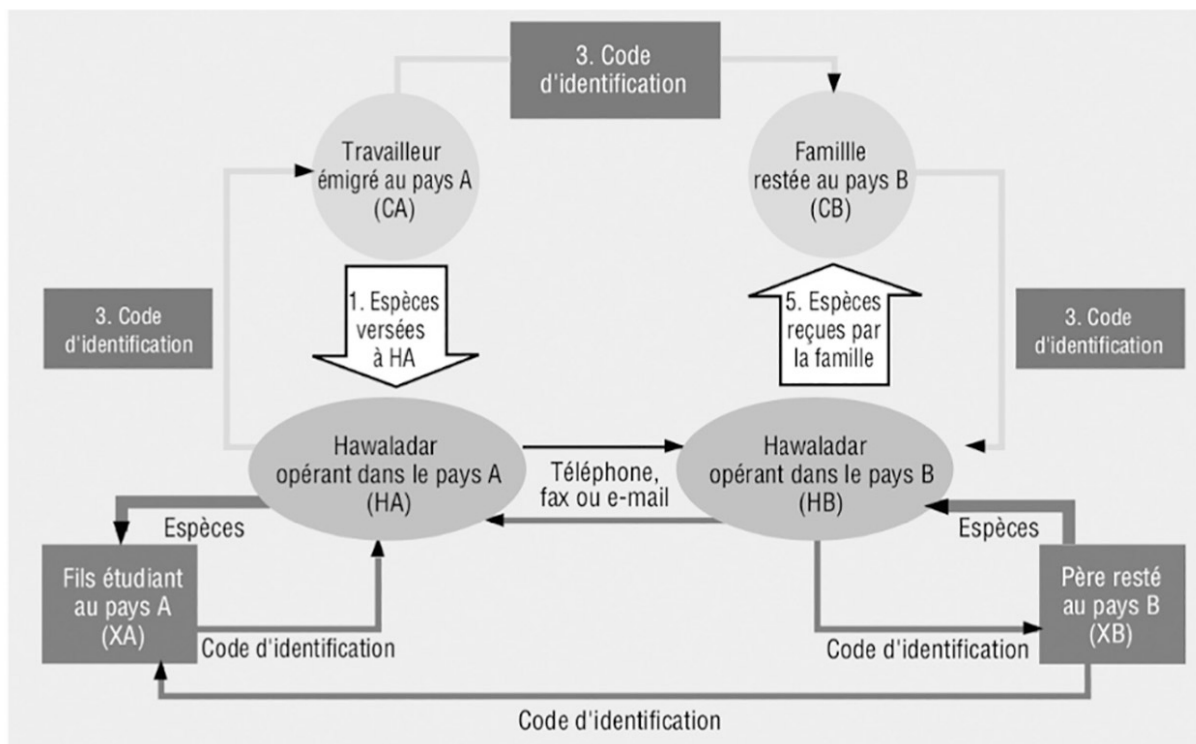 3. Code
d'identification
Travailleur
émigré au pays A
(CA)
Famillle
restée au pays B
(CB)
3. Code
d'identification
1. Espèces
versées
à HA
5. Espèces
reçues par
la famille
3. Code
d'identification
Hawaladar
opérant dans le pays A
(HA)
Téléphone,
fax ou e-mail
Hawaladar
opérant dans le pays B
(HB)
Espèces
Espèces
Fils étudiant
au pays A
(XA)
Code d'identification
Code d'identification
Père resté
au pays B
(XB)
Code d'identification